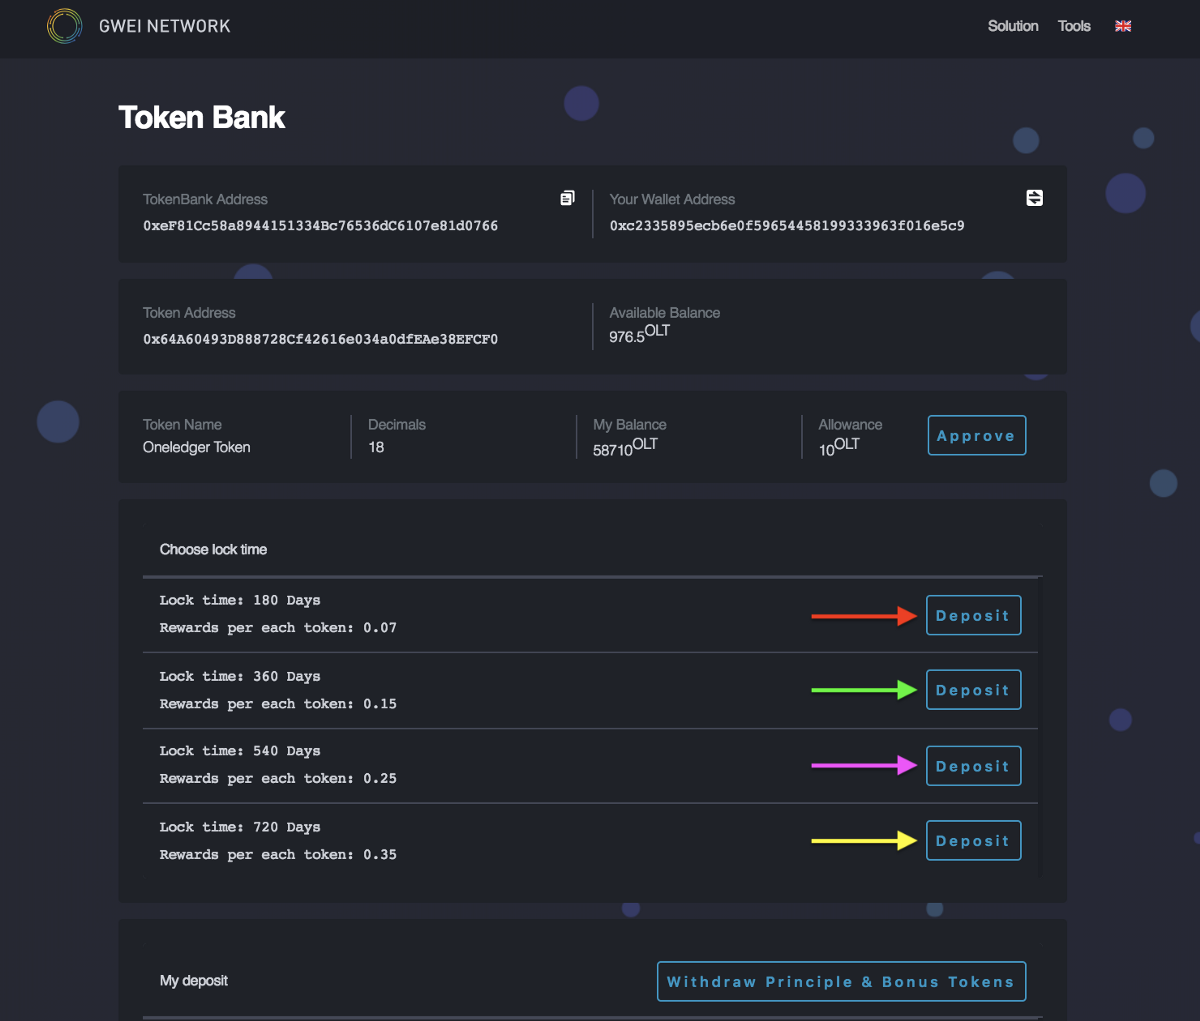 GWEI NETWORK
Solution
Tools
Token Bank
TokenBank Address
0xeF81Cc58a8944151334Bc76536dC6107e81d0766
Your Wallet Address
0xc2335895ecb6e0f59654458199333963f016e5c9
Token Address
0x64A60493D888728Cf42616e034a0dfEAe38EFCF0
Available Balance
976.5OLT
Token Name
Oneledger Token
Decimals
18
My Balance
58710OLT
Allowance
10OLT
Approve
Choose lock time
Lock time: 180 Days
Rewards per each token: 0.07
Deposit
Lock time: 360 Days
Rewards per each token: 0.15
Deposit
Lock time: 540 Days
Rewards per each token: 0.25
Deposit
Lock time: 720 Days
Rewards per each token: 0.35
Deposit
My deposit
Withdraw Principle & Bonus Tokens